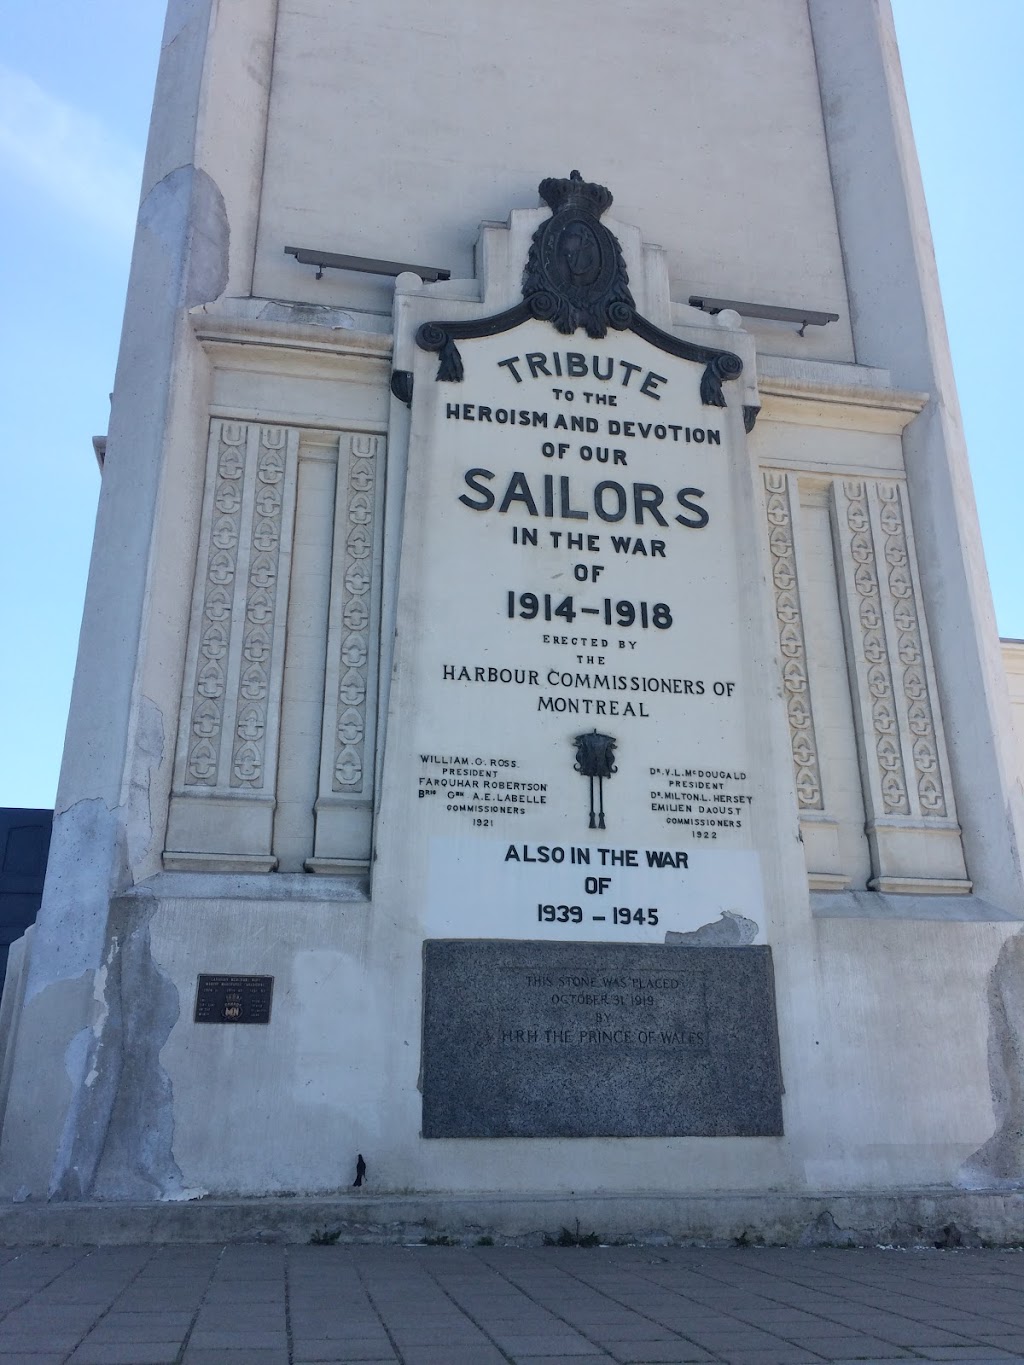 TRIBUTE
TO THE
HEROISM AND DEVOTION
OF OUR
SAILORS
IN THE WAR
OF
1914-1918
ERECTED BY
THE
HARBOUR COMMISSIONERS OF
MONTREAL
WILLIAM. G. ROSS.
PRESIDENT
FARQUHAR ROBERTSON
BRIG GEN A.E. LABELLE
COMMISSIONERS
1921
DR. V.L. MCDOUGALD
PRESIDENT
DR. MILTON. L. HERSEY
EMILIEN DAOUST
COMMISSIONERS
1922
ALSO IN THE WAR
OF
1939 - 1945
THIS STONE WAS PLACED
OCTOBER 31, 1919
BY
H.R.H THE PRINCE OF WALES
MN